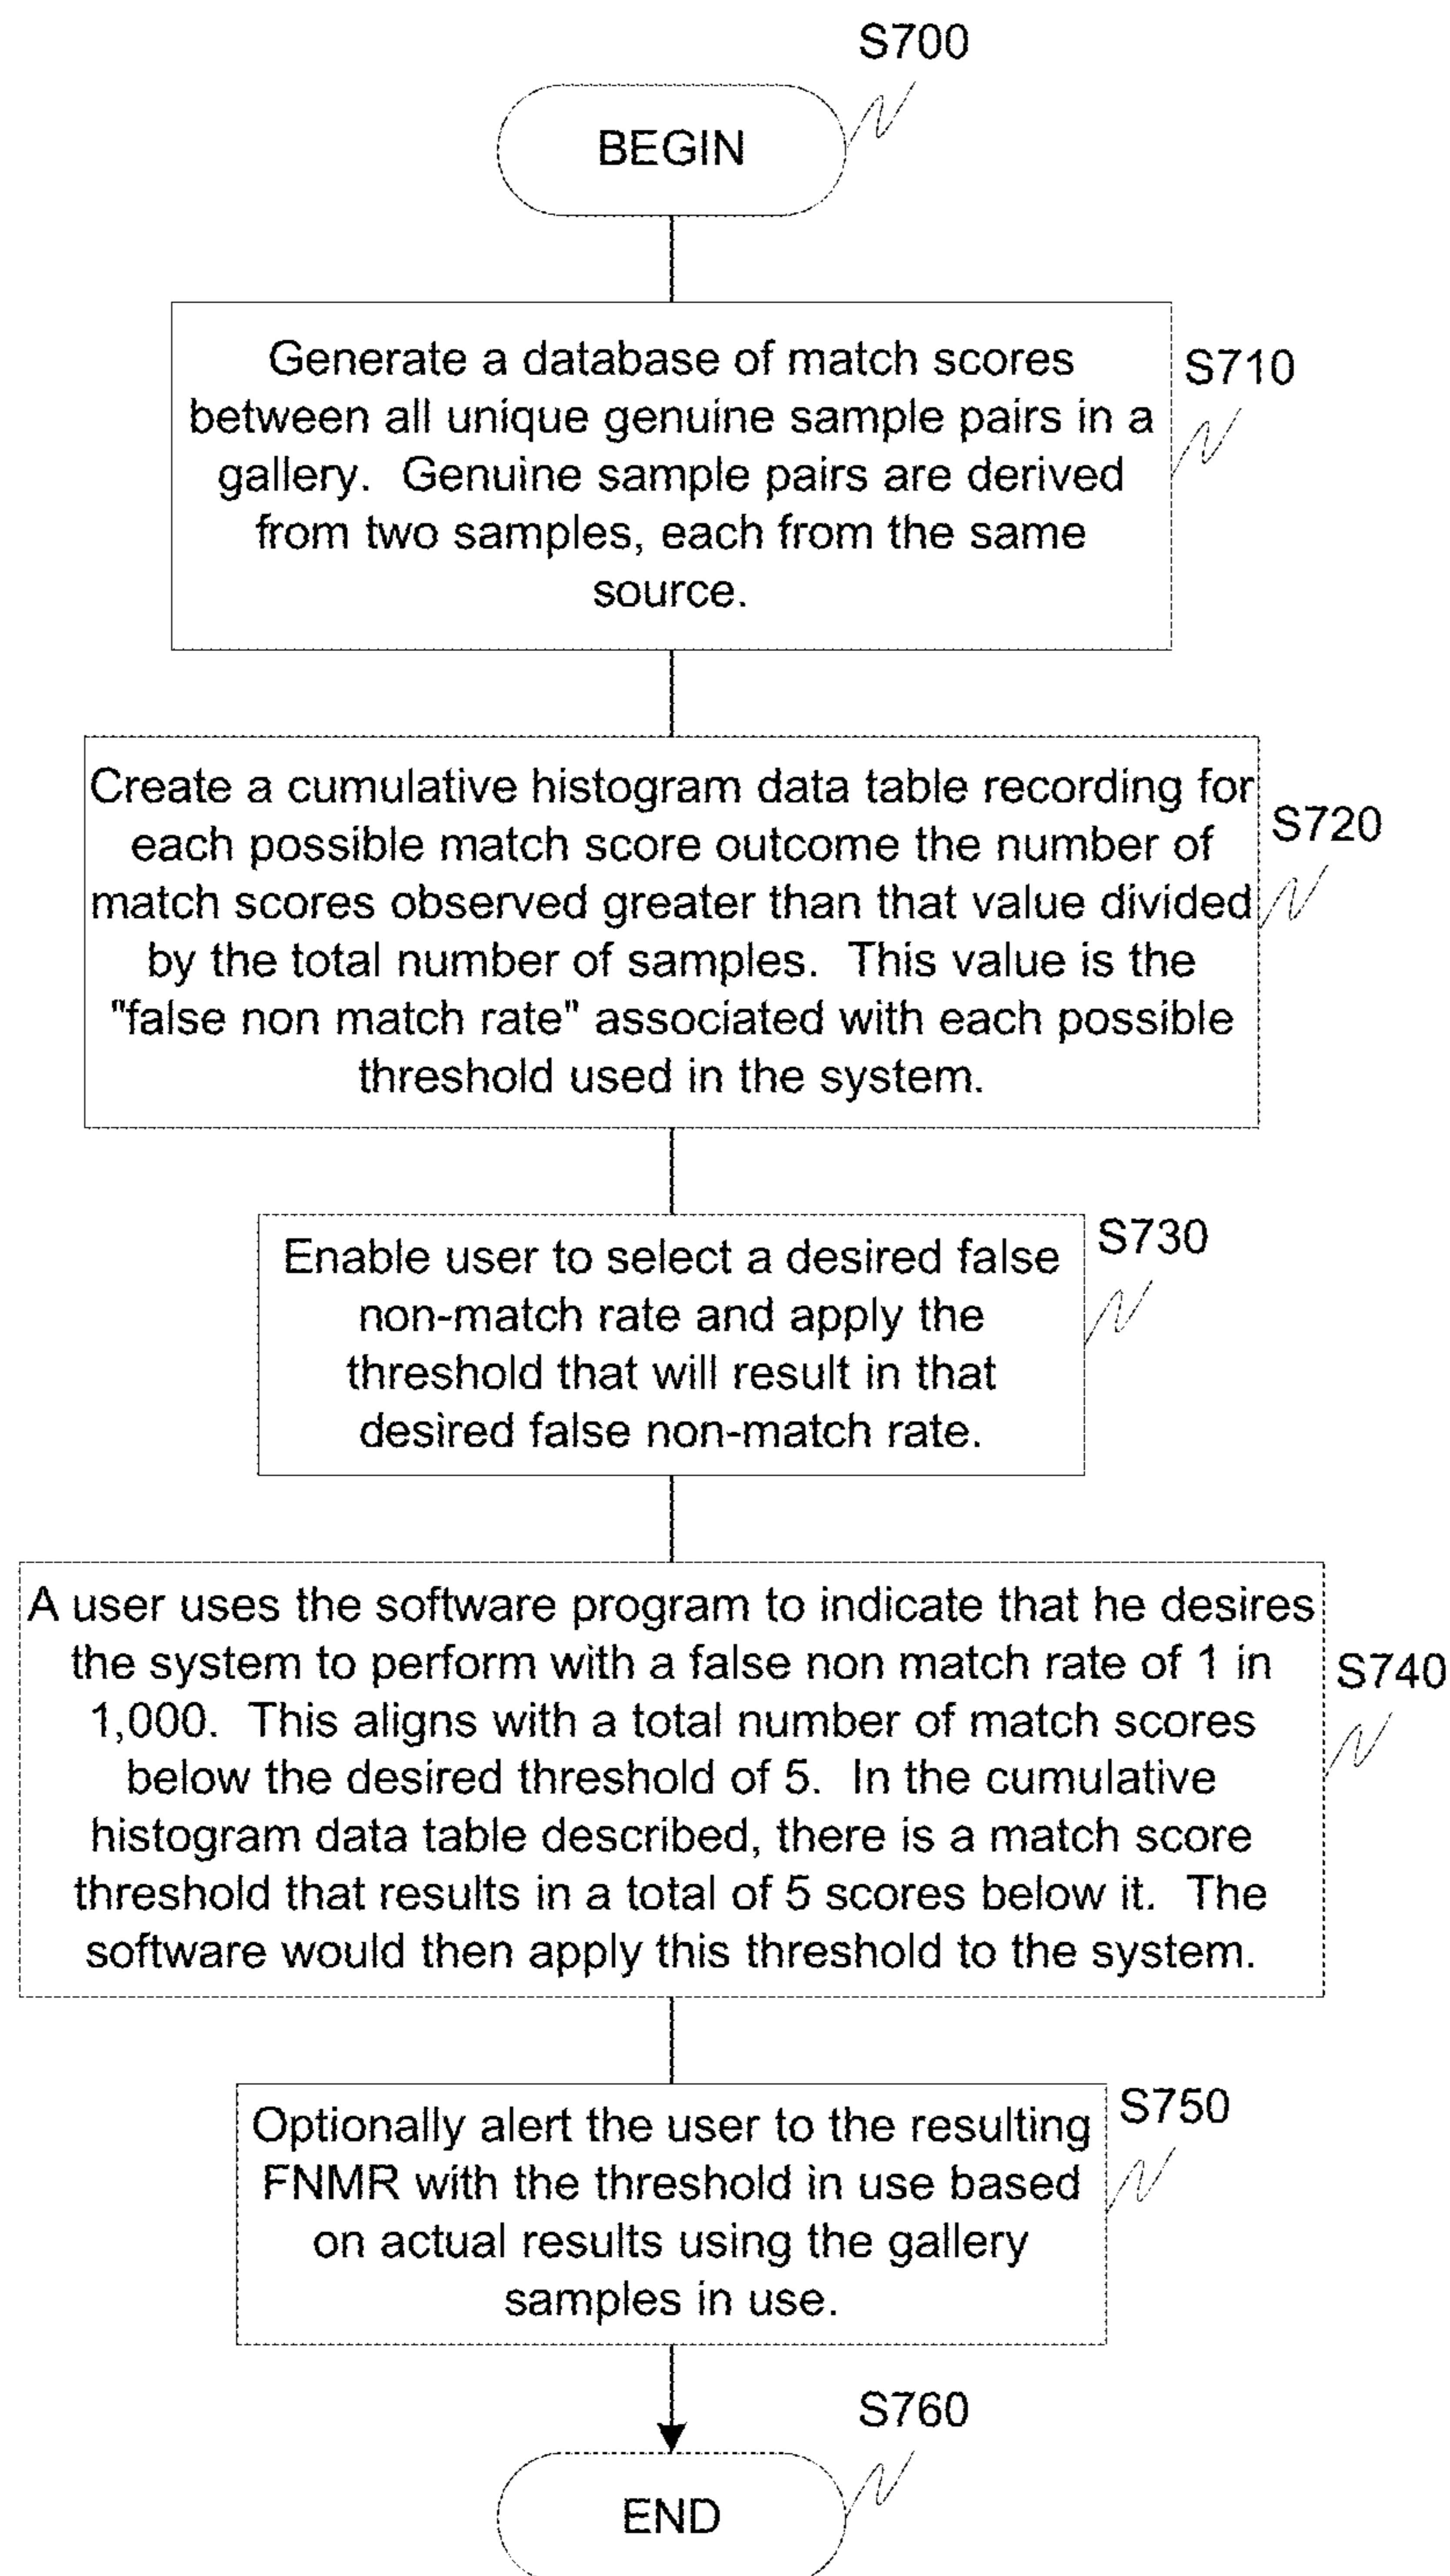 S700
BEGIN
Generate a database of match scores
between all unique genuine sample pairs in a
gallery.  Genuine sample pairs are derived
from two samples, each from the same
source.
S710
Create a cumulative histogram data table recording for
each possible match score outcome the number of
match scores observed greater than that value divided
by the total number of samples.  This value is the
"false non match rate" associated with each possible
threshold used in the system.
S720
Enable user to select a desired false
non-match rate and apply the
threshold that will result in that
desired false non-match rate.
S730
A user uses the software program to indicate that he desires
the system to perform with a false non match rate of 1 in
1,000.  This aligns with a total number of match scores
below the desired threshold of 5.  In the cumulative
histogram data table described, there is a match score
threshold that results in a total of 5 scores below it.  The
software would then apply this threshold to the system.
S740
Optionally alert the user to the resulting
FNMR with the threshold in use based
on actual results using the gallery
samples in use.
S750
S760
END